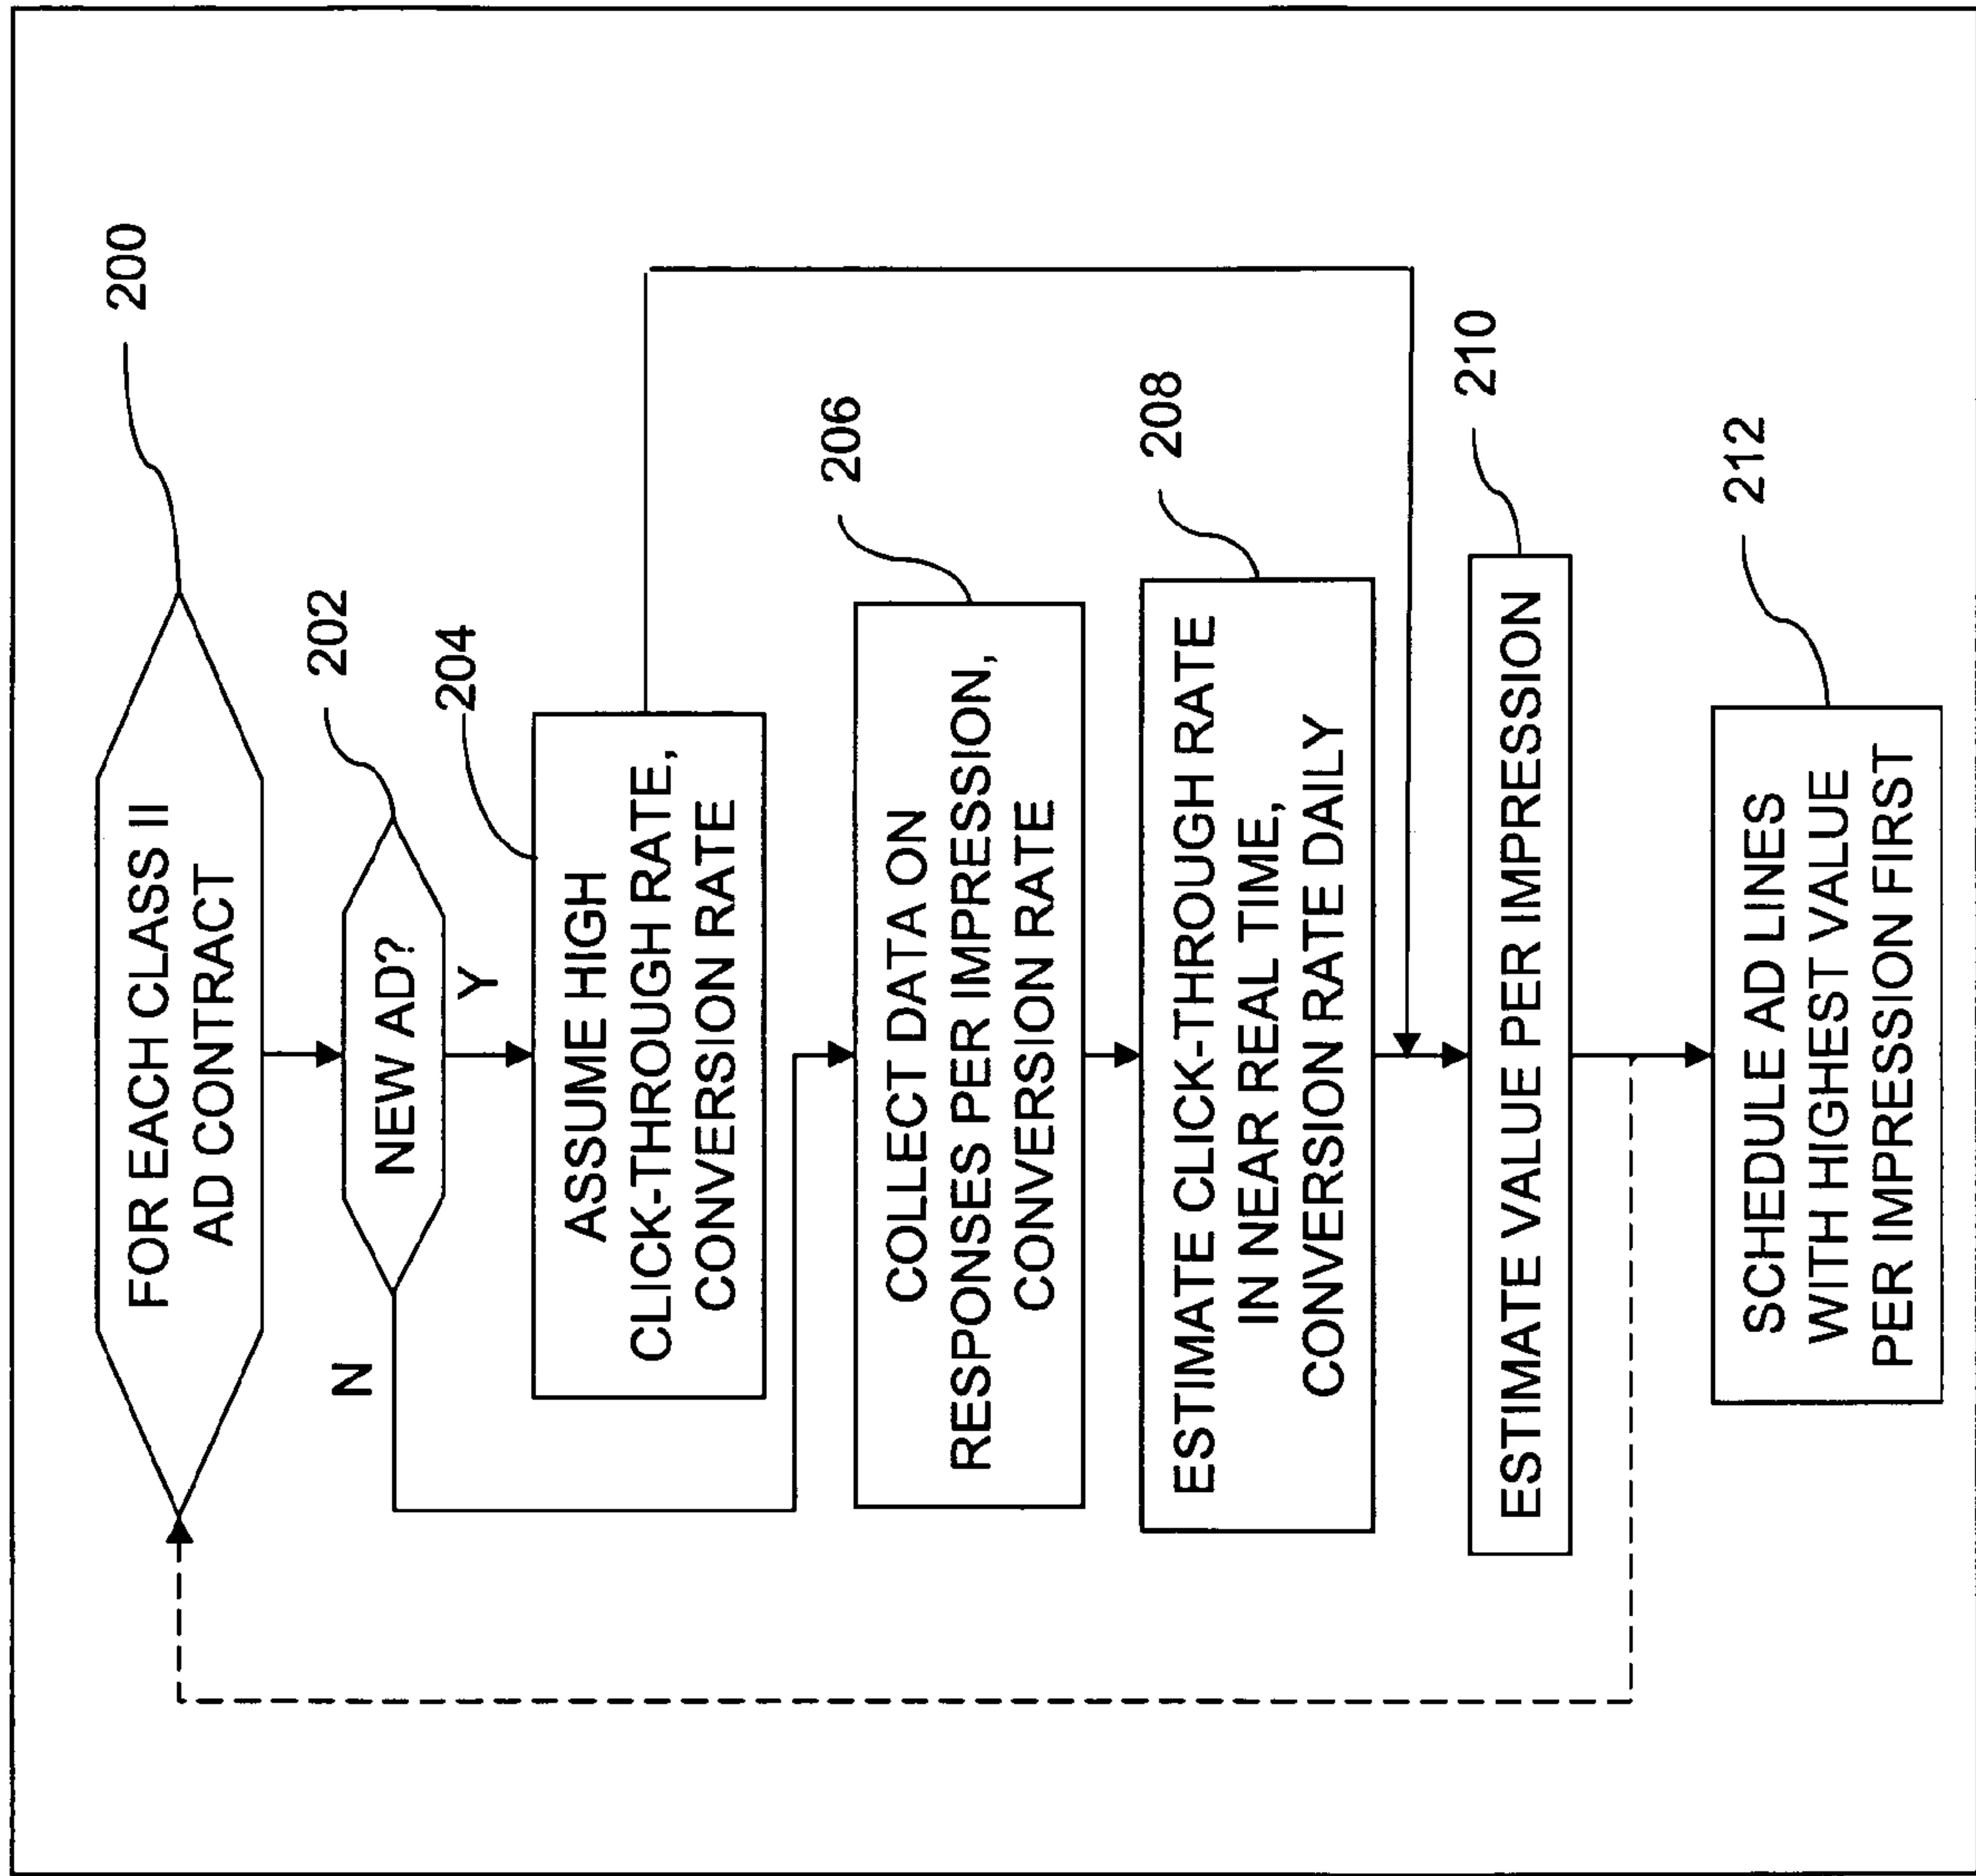 FOR EACH CLASS II
AD CONTRACT
200
NEW AD?
202
N
Y
204
ASSUME HIGH
CLICK-THROUGH RATE,
CONVERSION RATE
COLLECT DATA ON
RESPONSES PER IMPRESSION,
CONVERSION RATE
206
ESTIMATE CLICK-THROUGH RATE
IN NEAR REAL TIME,
CONVERSION RATE DAILY
208
ESTIMATE VALUE PER IMPRESSION
210
SCHEDULE AD LINES
WITH HIGHEST VALUE
PER IMPRESSION FIRST
212